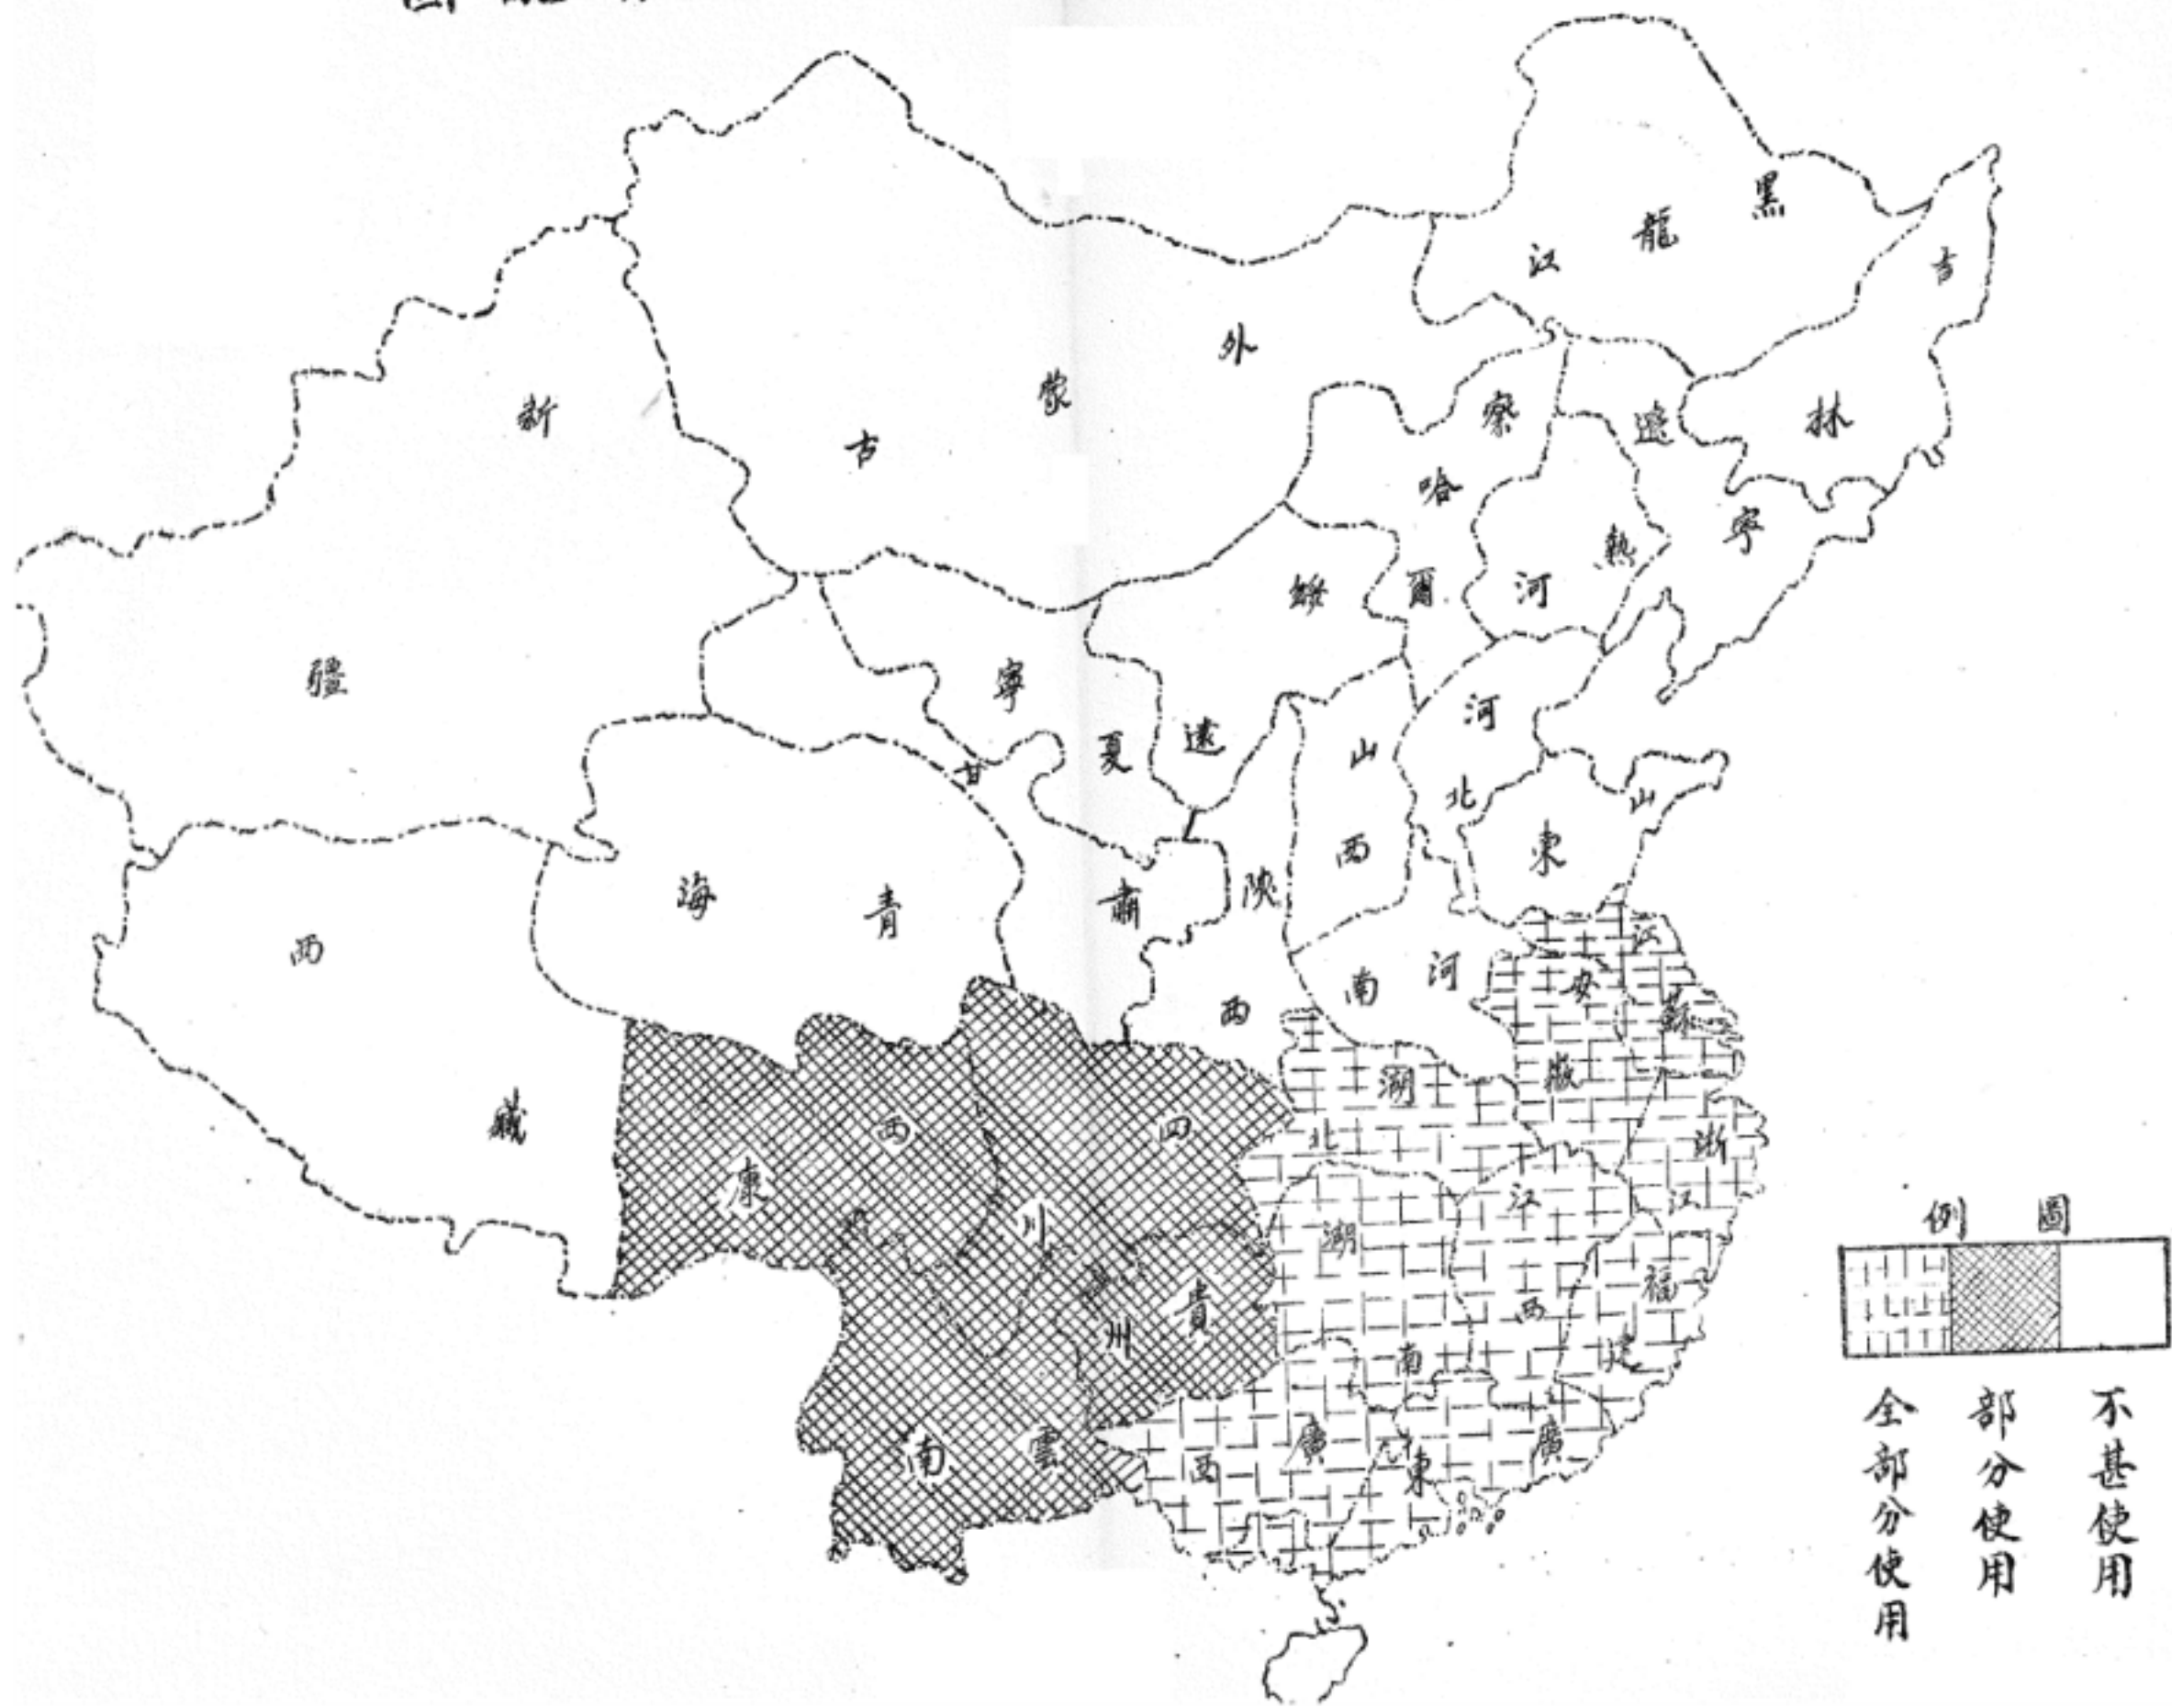 黑龍江
吉林
遼寧
外蒙古
察哈爾
熱河
新疆
綏遠
寧夏
河北
山西
山東
甘肅
陝西
青海
河南
江蘇
安徽
西藏
西康
四川
湖北
浙江
湖南
江西
福建
貴州
雲南
廣西
廣東
圖例
不甚使用
部分使用
全部分使用